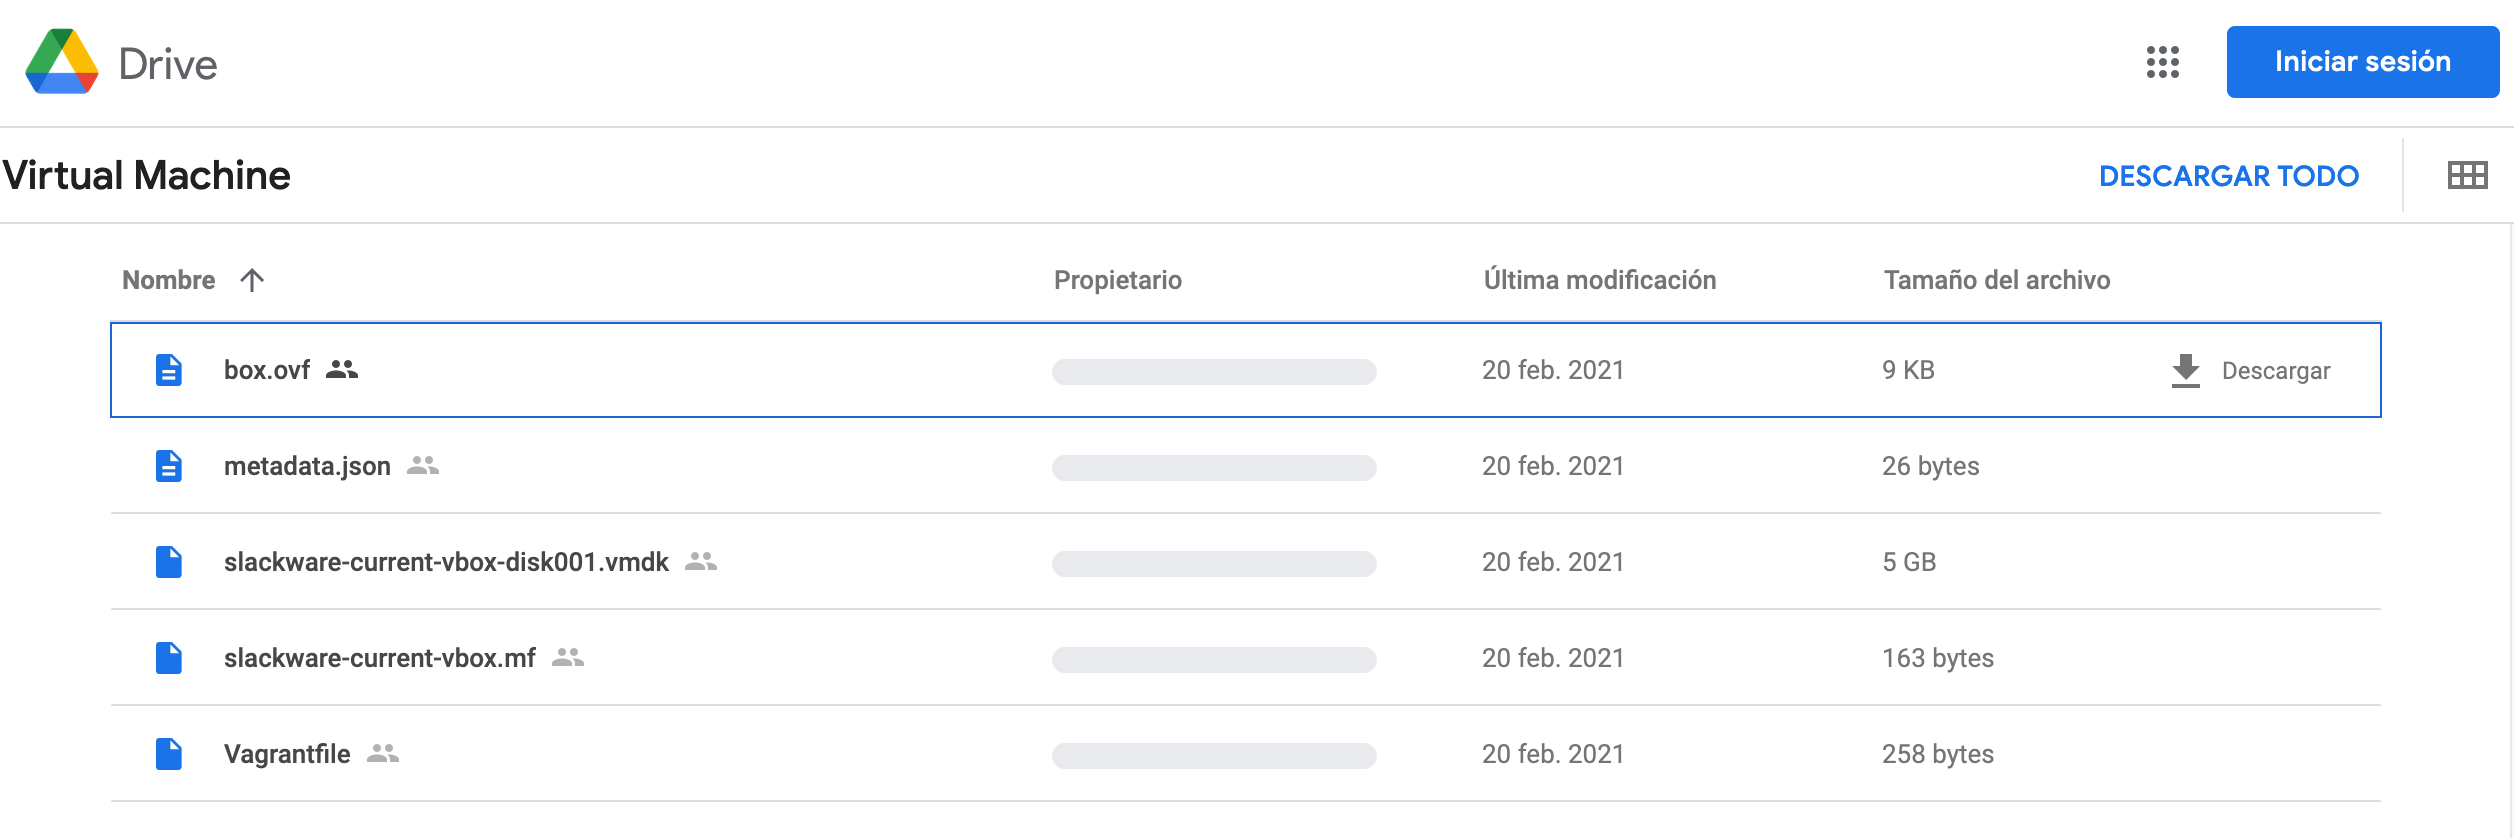 Drive
Iniciar sesión
Virtual Machine
DESCARGAR TODO
Nombre Propietario Última modificación Tamaño del archivo
box.ovf 20 feb. 2021 9 KB Descargar
metadata.json 20 feb. 2021 26 bytes
slackware-current-vbox-disk001.vmdk 20 feb. 2021 5 GB
slackware-current-vbox.mf 20 feb. 2021 163 bytes
Vagrantfile 20 feb. 2021 258 bytes